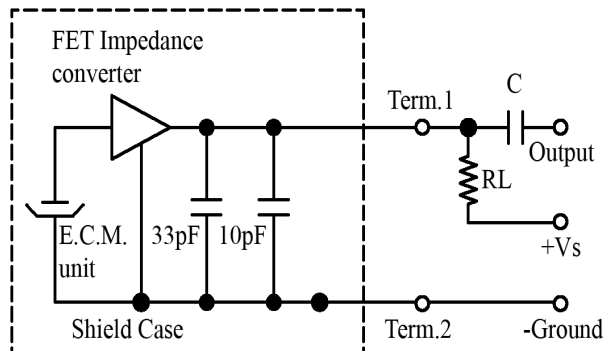 FET Impedance
converter
Term.1
C
Output
RL
E.C.M.
unit
33pF
10pF
+Vs
Shield Case
Term.2
-Ground